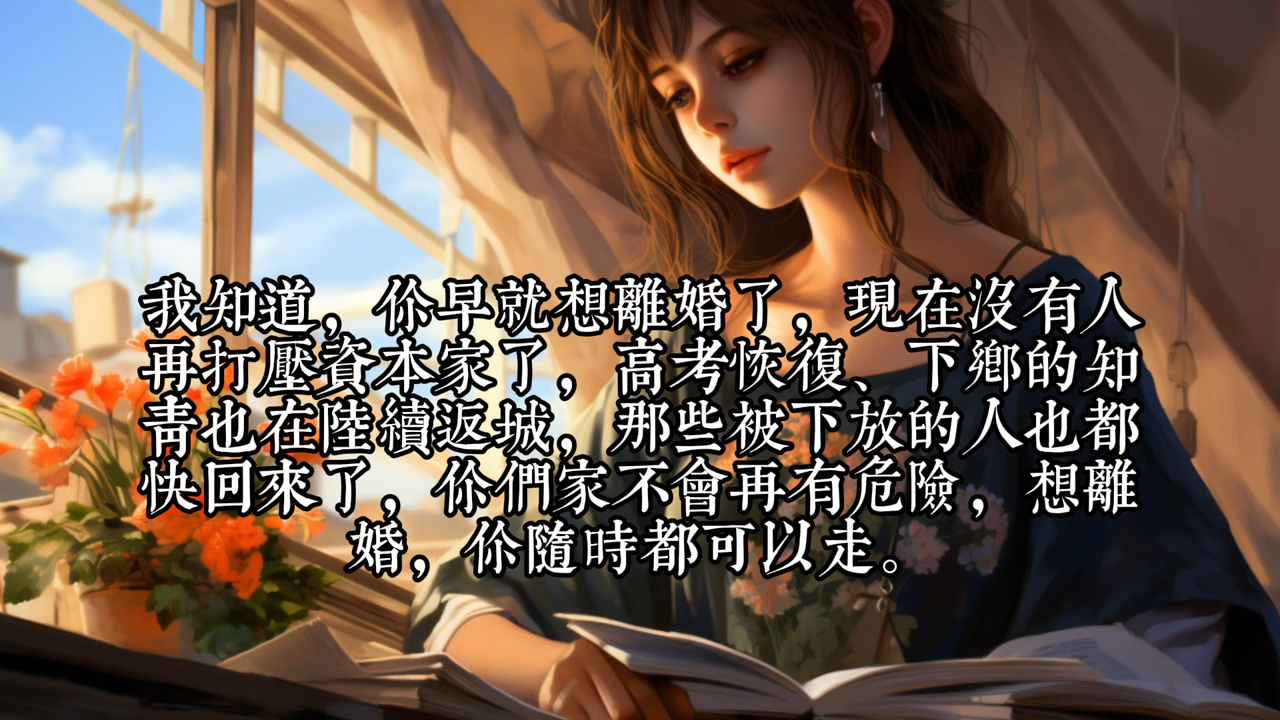 我知道，你早就想離婚了，現在沒有人
再打壓資本家了，高考恢復、下鄉的知
青也在陸續返城，那些被下放的人也都
快回來了，你們家不會再有危險，想離
婚，你隨時都可以走。